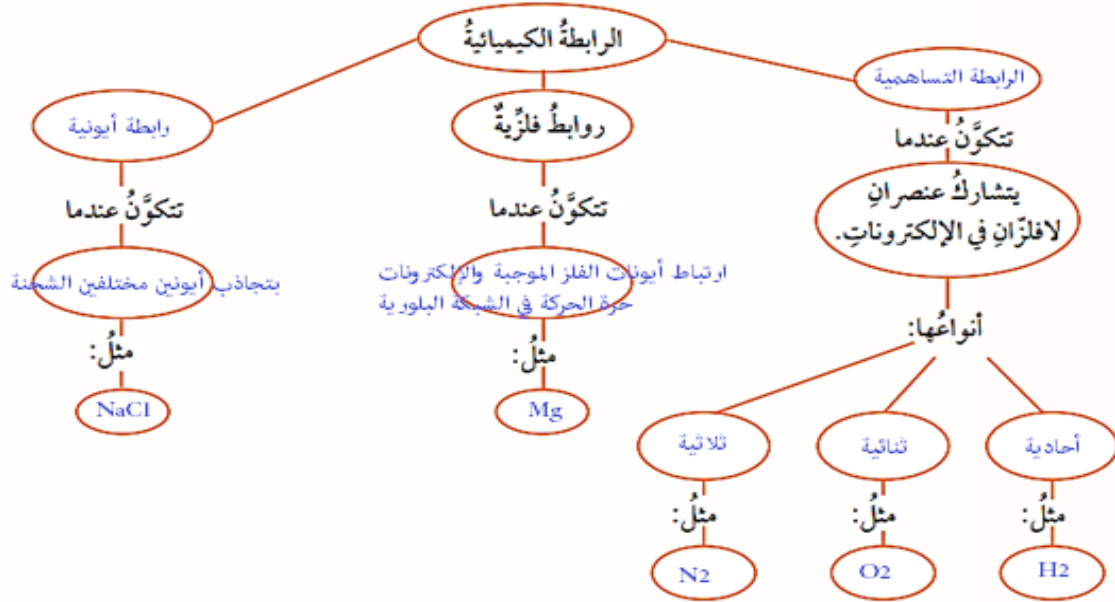 الرابطةُ الكيميائيةُ
الرابطة التساهمية
تتكوَّنُ عندما
يتشاركُ عنصرانِ
لافلزّانِ في الإلكتروناتِ.
أنواعُها:
أحادية
مثلُ:
H2
ثنائية
مثلُ:
O2
ثلاثية
مثلُ:
N2
روابطُ فلزِّيةٌ
تتكوَّنُ عندما
ارتباط أيونات الفلز الموجبة والإلكترونات
حرة الحركة في الشبكة البلورية
مثلُ:
Mg
رابطة أيونية
تتكوَّنُ عندما
بتجاذب أيونين مختلفين الشحنة
مثلُ:
NaCI